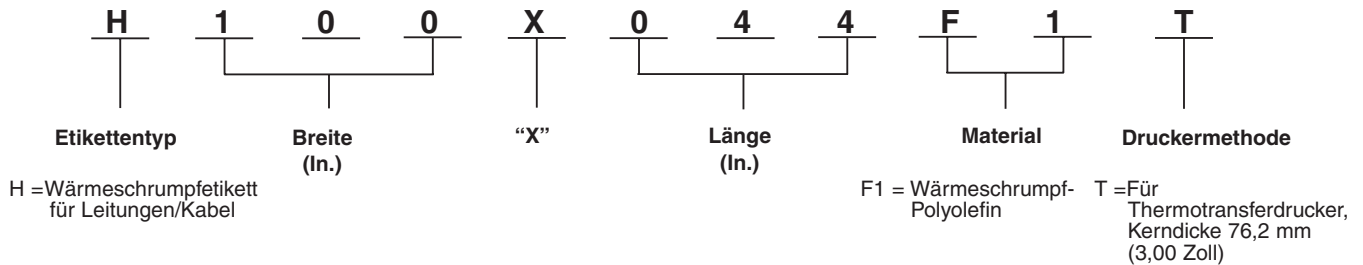 H 1 0 0 X 0 4 4 F 1 T
Etikettentyp
Breite
(In.)
“X”
Länge
(In.)
Material
Druckermethode
H =Wärmeschrumpfetikett
für Leitungen/Kabel
F1 = Wärmeschrumpf-
Polyolefin
T =Für
Thermotransferdrucker,
Kerndicke 76,2 mm
(3,00 Zoll)